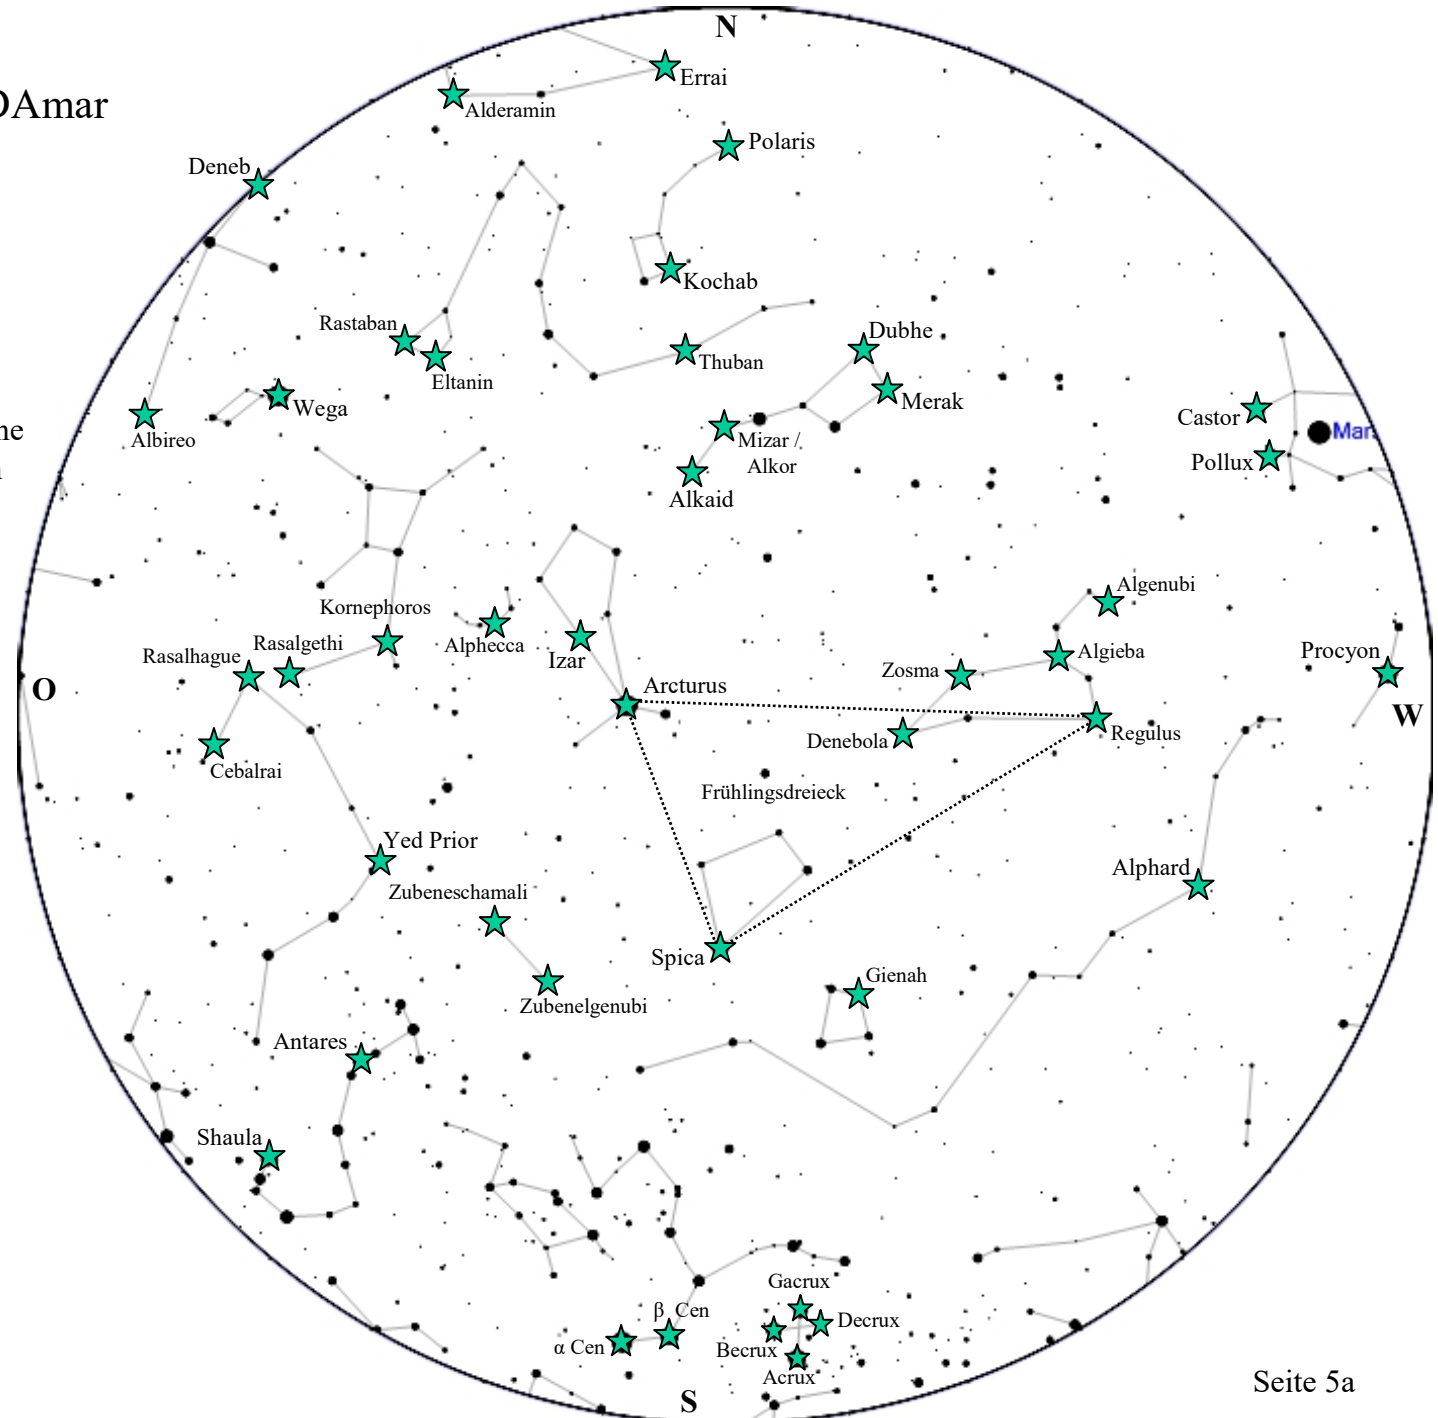 N
Errai
Alderamin
DAmar
Polaris
Deneb
Kochab
Rastaban
Dubhe
Thuban
Eltanin
Merak
Wega
Castor
Albireo
Mizar /
Alkor
Mars
Pollux
Alkaid
Algenubi
Kornephoros
Rasalgethi
Alphecca
Izar
Algieba
Procyon
Rasalhague
Zosma
O
Arcturus
W
Denebola
Regulus
Cebalrai
Frühlingsdreieck
Yed Prior
Alphard
Zubeneschamali
Spica
Gienah
Zubenelgenubi
Antares
Shaula
Gacrux
β Cen
Decrux
α Cen
Becrux
Acrux
Seite 5a
S